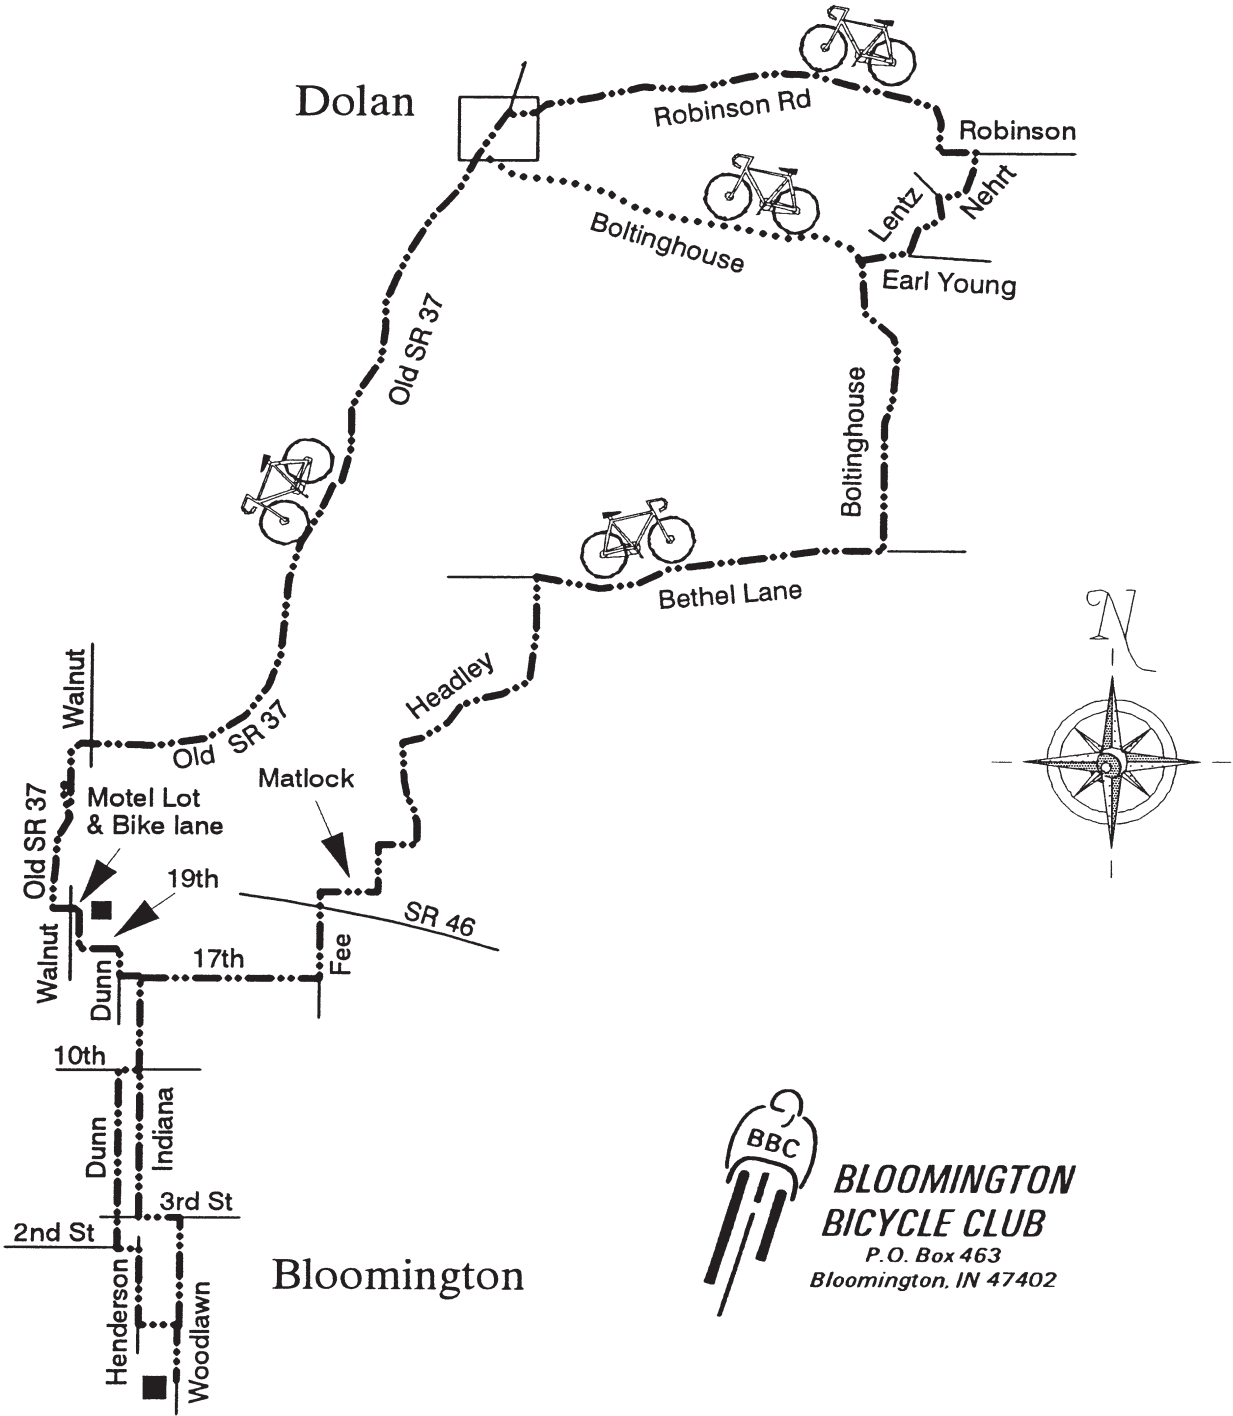 Dolan
Robinson Rd
Robinson
Nehrt
Lentz
Boltinghouse
Earl Young
Old SR 37
Boltinghouse
Bethel Lane
N
Headley
Walnut
Old SR 37
Matlock
Old SR 37
Motel Lot
& Bike lane
19th
SR 46
Walnut
Dunn
17th
Fee
10th
Dunn
Indiana
3rd St
2nd St
Henderson
Woodlawn
Bloomington
BBC
BLOOMINGTON
BICYCLE CLUB
P.O. Box 463
Bloomington, IN 47402